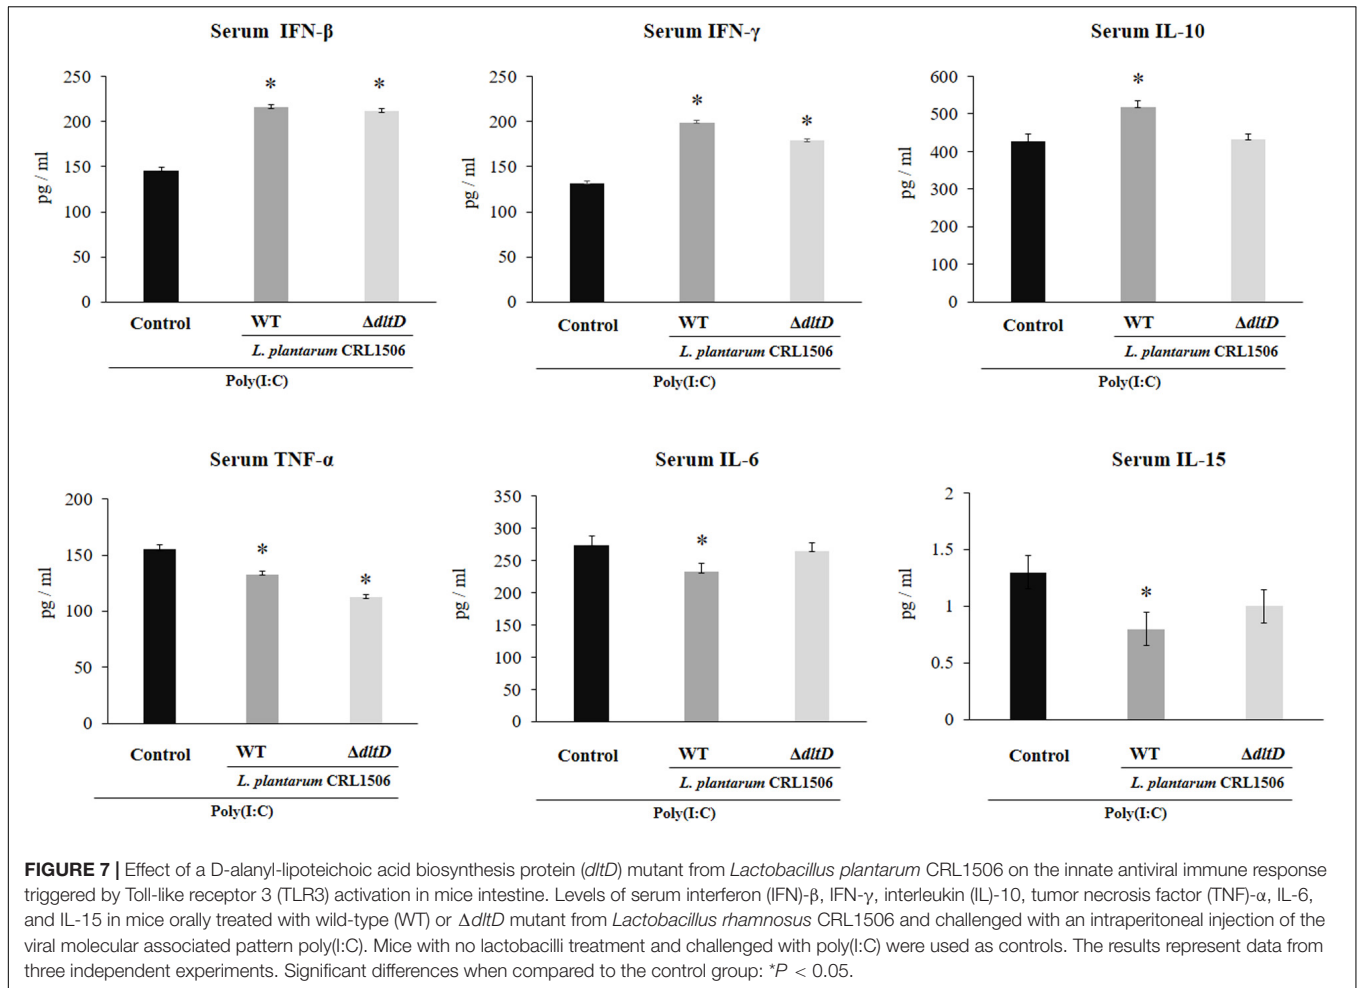 Serum IFN-β
pg / ml
250
200
150
100
50
0
*
*
Control
WT
ΔdltD
L. plantarum CRL1506
Poly(I:C)
Serum IFN-γ
pg / ml
250
200
150
100
50
0
*
*
Control
WT
ΔdltD
L. plantarum CRL1506
Poly(I:C)
Serum IL-10
pg / ml
600
500
400
300
200
100
0
*
Control
WT
ΔdltD
L. plantarum CRL1506
Poly(I:C)
Serum TNF-α
pg / ml
200
150
100
50
0
*
*
Control
WT
ΔdltD
L. plantarum CRL1506
Poly(I:C)
Serum IL-6
pg / ml
350
300
250
200
150
100
50
0
*
Control
WT
ΔdltD
L. plantarum CRL1506
Poly(I:C)
Serum IL-15
pg / ml
2
1.5
1
0.5
0
*
Control
WT
ΔdltD
L. plantarum CRL1506
Poly(I:C)
FIGURE 7 | Effect of a D-alanyl-lipoteichoic acid biosynthesis protein (dltD) mutant from Lactobacillus plantarum CRL1506 on the innate antiviral immune response
triggered by Toll-like receptor 3 (TLR3) activation in mice intestine. Levels of serum interferon (IFN)-β, IFN-γ, interleukin (IL)-10, tumor necrosis factor (TNF)-α, IL-6,
and IL-15 in mice orally treated with wild-type (WT) or ΔdltD mutant from Lactobacillus rhamnosus CRL1506 and challenged with an intraperitoneal injection of the
viral molecular associated pattern poly(I:C). Mice with no lactobacilli treatment and challenged with poly(I:C) were used as controls. The results represent data from
three independent experiments. Significant differences when compared to the control group: *P < 0.05.